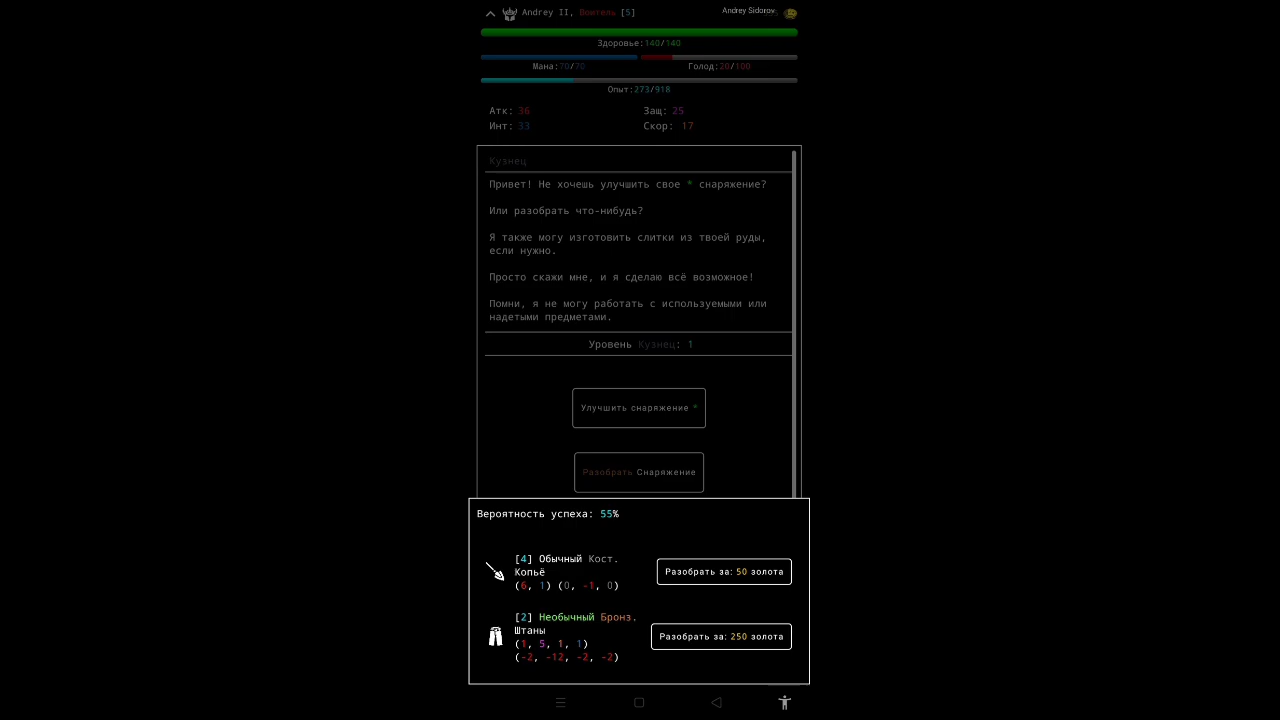 Andrey II, Воитель [5]
Andrey Sidorov
Здоровье:140/140
Мана:70/70
Голод:20/100
Опыт:273/918
Атк: 36
Защ: 25
Инт: 33
Скор: 17
Кузнец
Привет! Не хочешь улучшить свое * снаряжение?
Или разобрать что-нибудь?
Я также могу изготовить слитки из твоей руды,
если нужно.
Просто скажи мне, и я сделаю всё возможное!
Помни, я не могу работать с используемыми или
надетыми предметами.
Уровень Кузнец: 1
Улучшить снаряжение *
Разобрать Снаряжение
Вероятность успеха: 55%
[4] Обычный Кост.
Копьё
(6, 1) (0, -1, 0)
Разобрать за: 50 золота
[2] Необычный Бронз.
Штаны
(1, 5, 1, 1)
(-2, -12, -2, -2)
Разобрать за: 250 золота